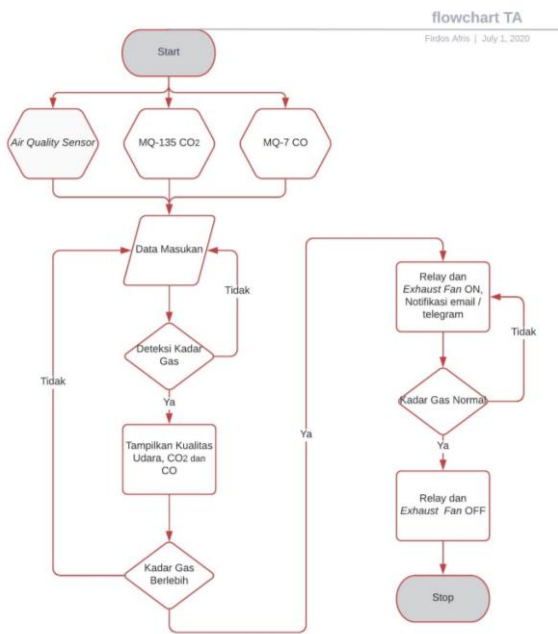 flowchart TA
Firdos Afris | July 1, 2020
Start
Air Quality Sensor
MQ-135 CO2
MQ-7 CO
Data Masukan
Tidak
Deteksi Kadar
Gas
Ya
Tidak
Tampilkan Kualitas
Udara, CO2 dan
CO
Kadar Gas
Berlebih
Ya
Relay dan
Exhaust Fan ON,
Notifikasi email /
telegram
Tidak
Kadar Gas Normal
Ya
Relay dan
Exhaust Fan OFF
Stop